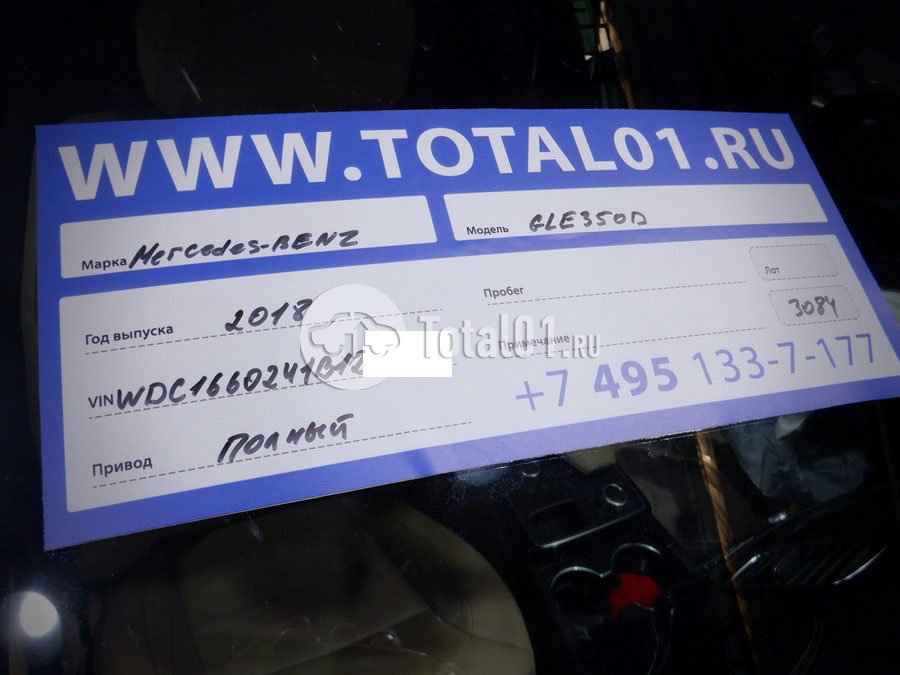 WWW.TOTAL01.RU
Марка Mercedes-BENZ
Модель GLE350D
Год выпуска 2018
Пробег
Лот
3084
VIN WDC1660241B12
Примечание
Total01.RU
Привод Полный
+7 495 133-7-177